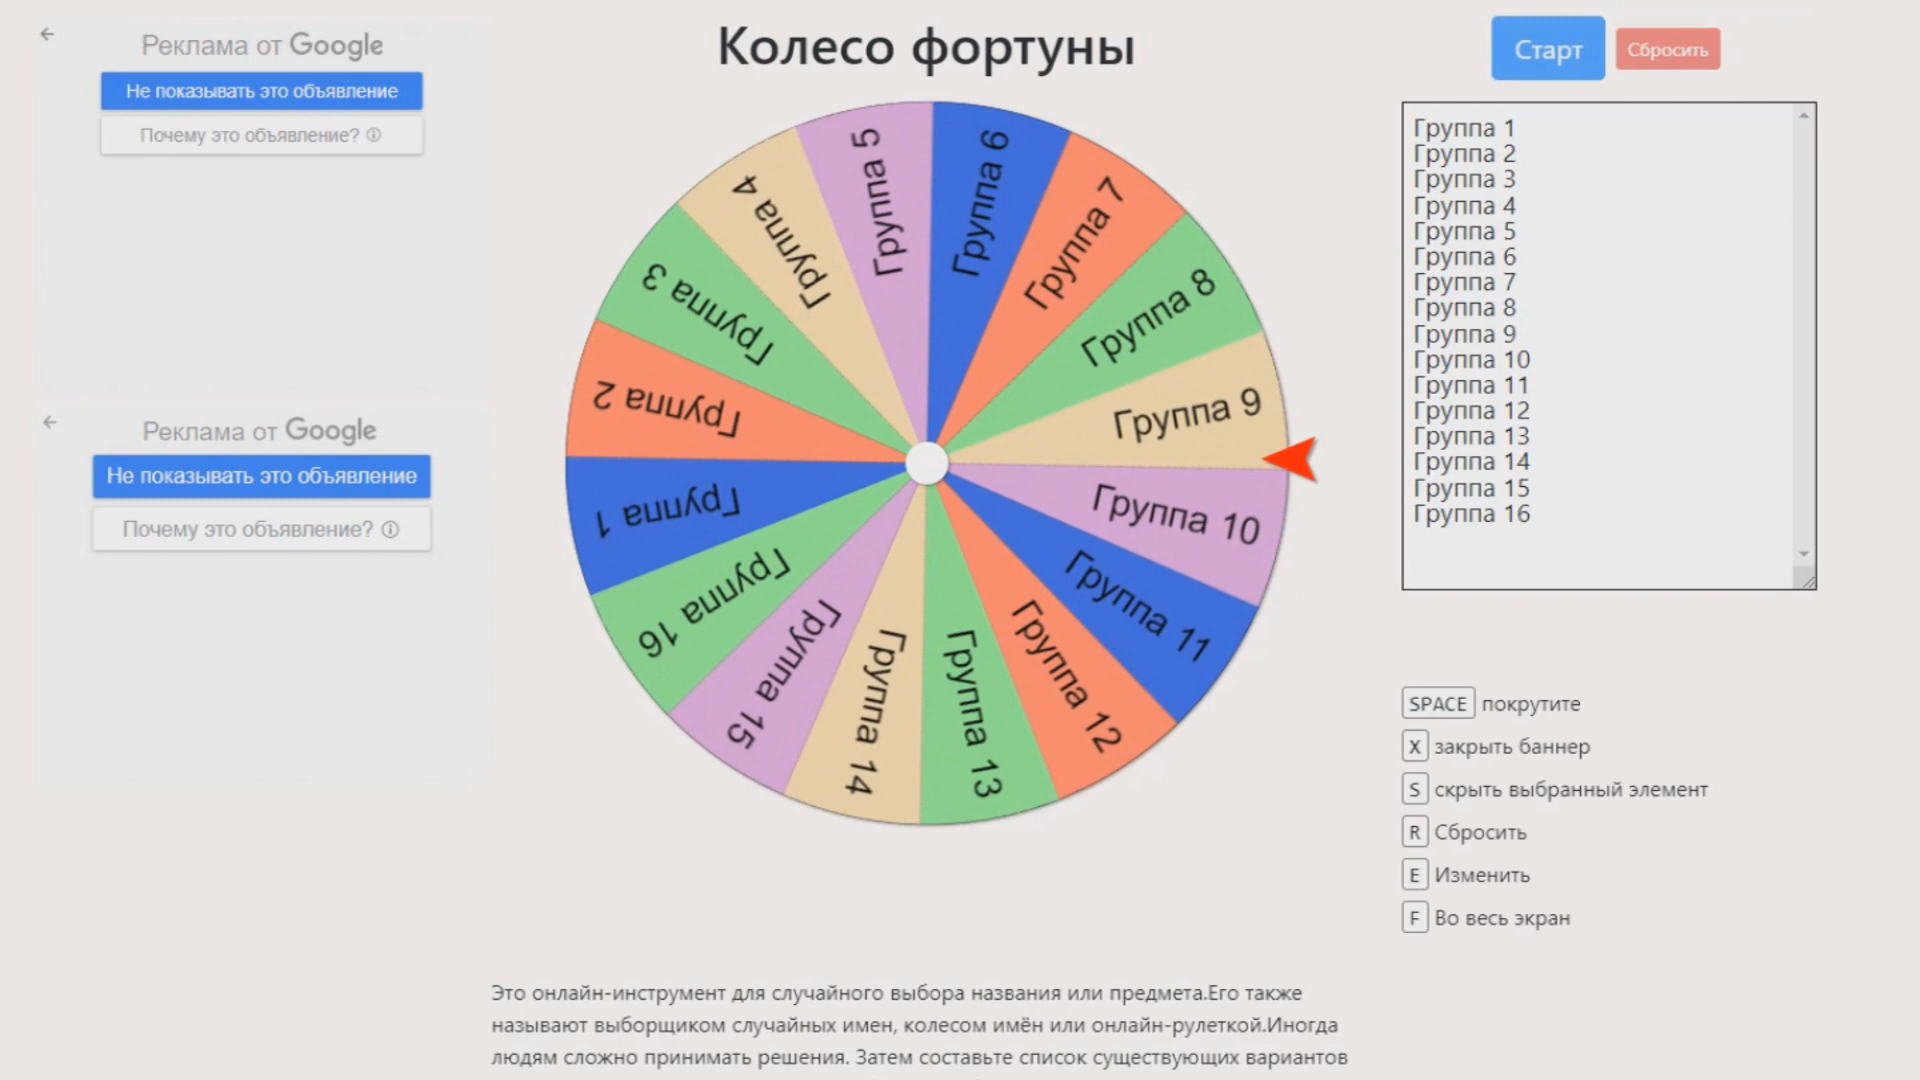 Реклама от Google
Не показывать это объявление
Почему это объявление? ⓘ
Реклама от Google
Не показывать это объявление
Почему это объявление? ⓘ
Колесо фортуны
Группа 1
Группа 2
Группа 3
Группа 4
Группа 5
Группа 6
Группа 7
Группа 8
Группа 9
Группа 10
Группа 11
Группа 12
Группа 13
Группа 14
Группа 15
Группа 16
Старт
Сбросить
Группа 1
Группа 2
Группа 3
Группа 4
Группа 5
Группа 6
Группа 7
Группа 8
Группа 9
Группа 10
Группа 11
Группа 12
Группа 13
Группа 14
Группа 15
Группа 16
SPACE покрутите
X закрыть баннер
S скрыть выбранный элемент
R Сбросить
E Изменить
F Во весь экран
Это онлайн-инструмент для случайного выбора названия или предмета.Его также
называют выборщиком случайных имен, колесом имён или онлайн-рулеткой.Иногда
людям сложно принимать решения. Затем составьте список существующих вариантов